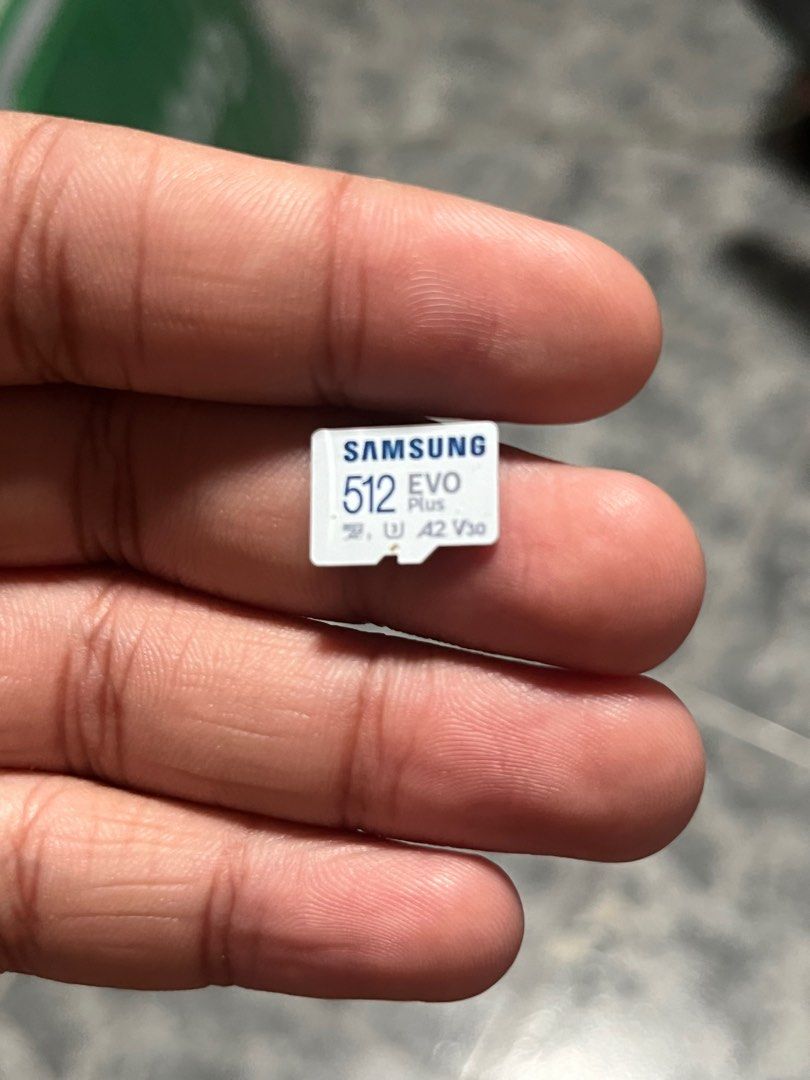 SAMSUNG
512 EVO
Plus
A2 V30